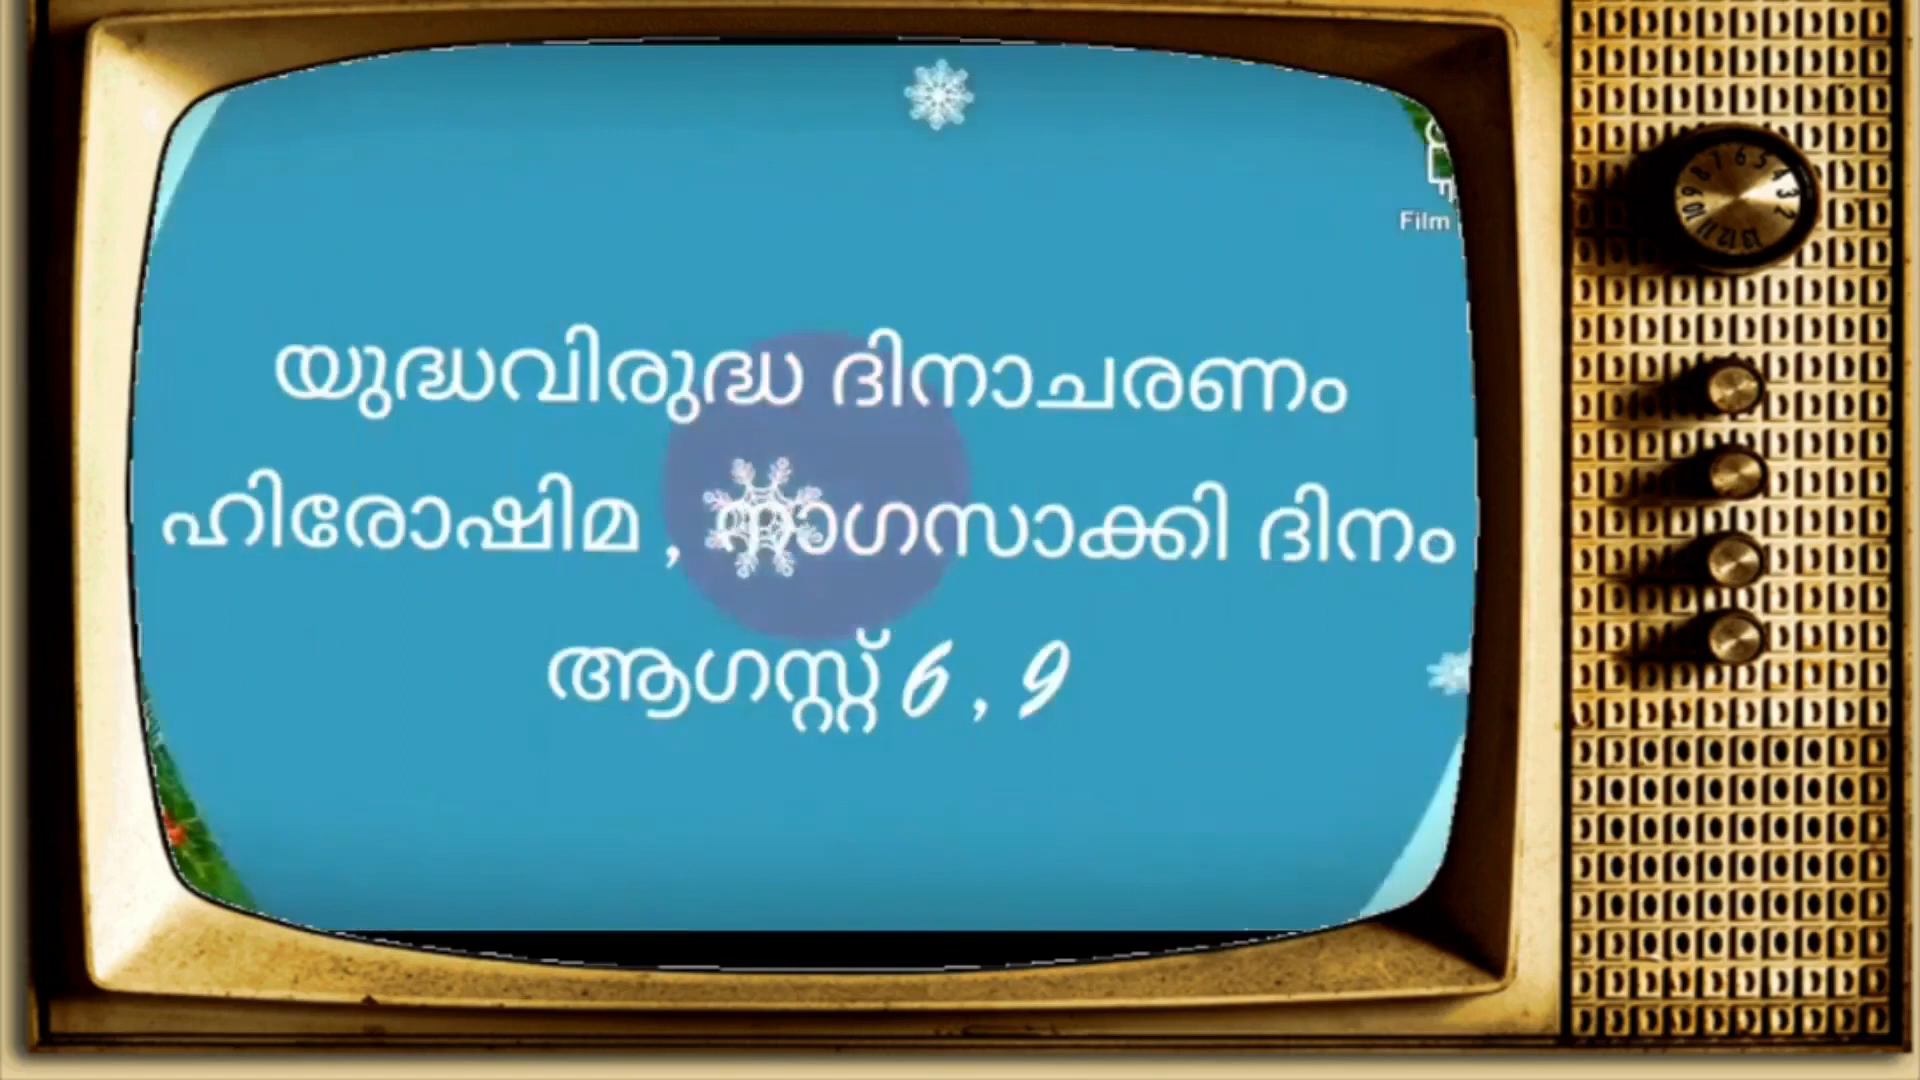 Film
യുദ്ധവിരുദ്ധ ദിനാചരണം
ഹിരോഷിമ , നാഗസാക്കി ദിനം
ആഗസ്റ്റ് 6 , 9